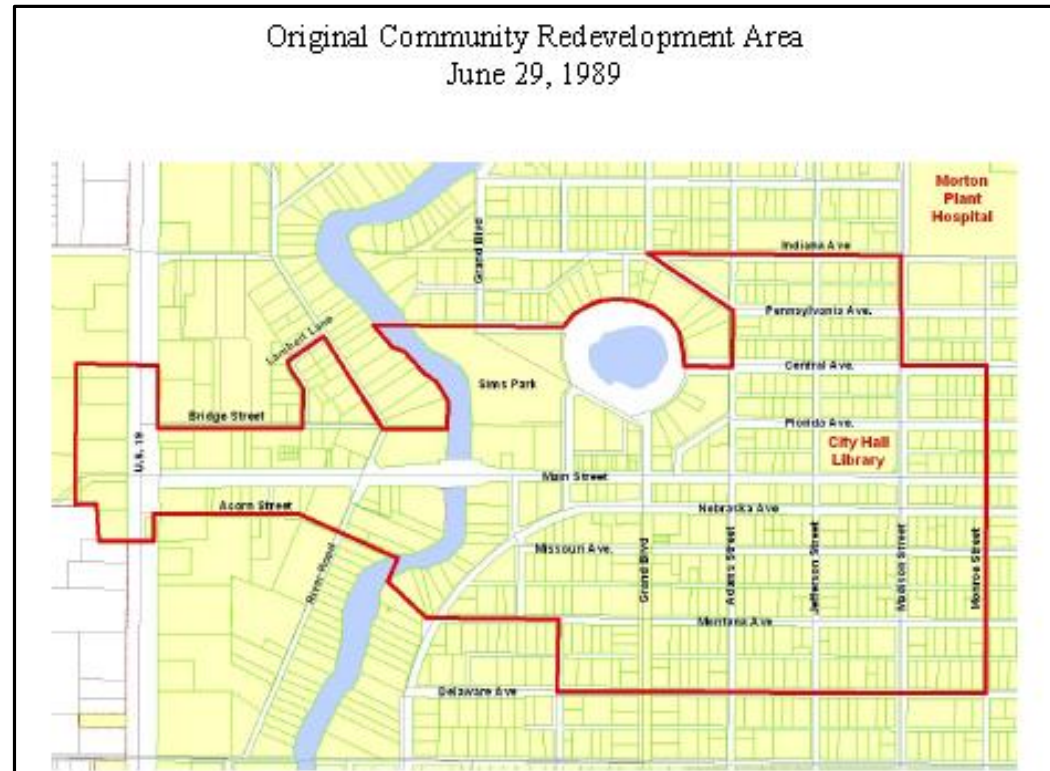 Original Community Redevelopment Area
June 29, 1989
Morton
Plant
Hospital
Grand Blvd
Indiana Ave
Pennsylvania Ave.
Lambert Lane
Central Ave.
Sims Park
Bridge Street
Florida Ave.
U.S. 19
City Hall
Library
Main Street
Acorn Street
Nebraska Ave
Missouri Ave.
River Road
Grand Blvd
Adams Street
Jefferson Street
Madison Street
Monroe Street
Montana Ave
Delaware Ave